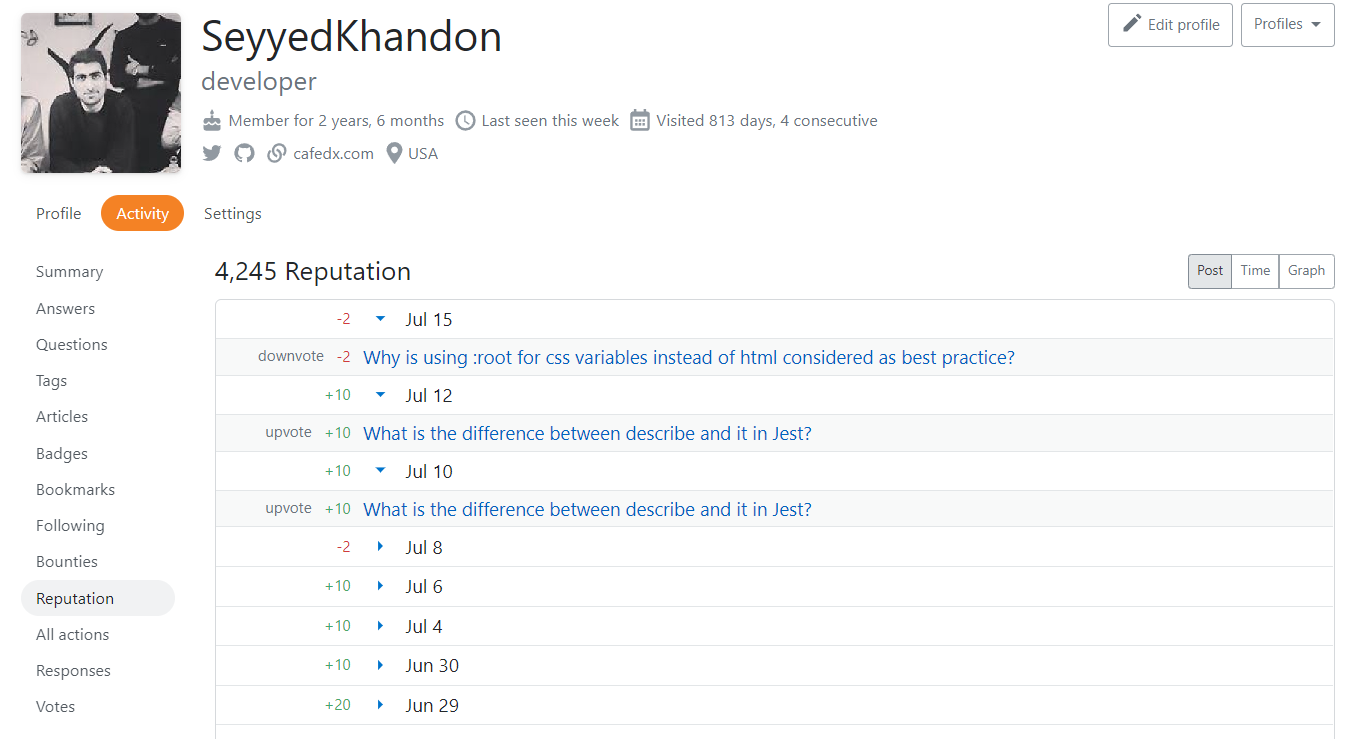 SeyyedKhandon
Edit profile
Profiles
developer
Member for 2 years, 6 months Last seen this week Visited 813 days, 4 consecutive
cafedx.com USA
Profile Activity Settings
Summary
Answers
Questions
Tags
Articles
Badges
Bookmarks
Following
Bounties
Reputation
All actions
Responses
Votes
4,245 Reputation
Post Time Graph
-2 Jul 15
downvote -2 Why is using :root for css variables instead of html considered as best practice?
+10 Jul 12
upvote +10 What is the difference between describe and it in Jest?
+10 Jul 10
upvote +10 What is the difference between describe and it in Jest?
-2 Jul 8
+10 Jul 6
+10 Jul 4
+10 Jun 30
+20 Jun 29